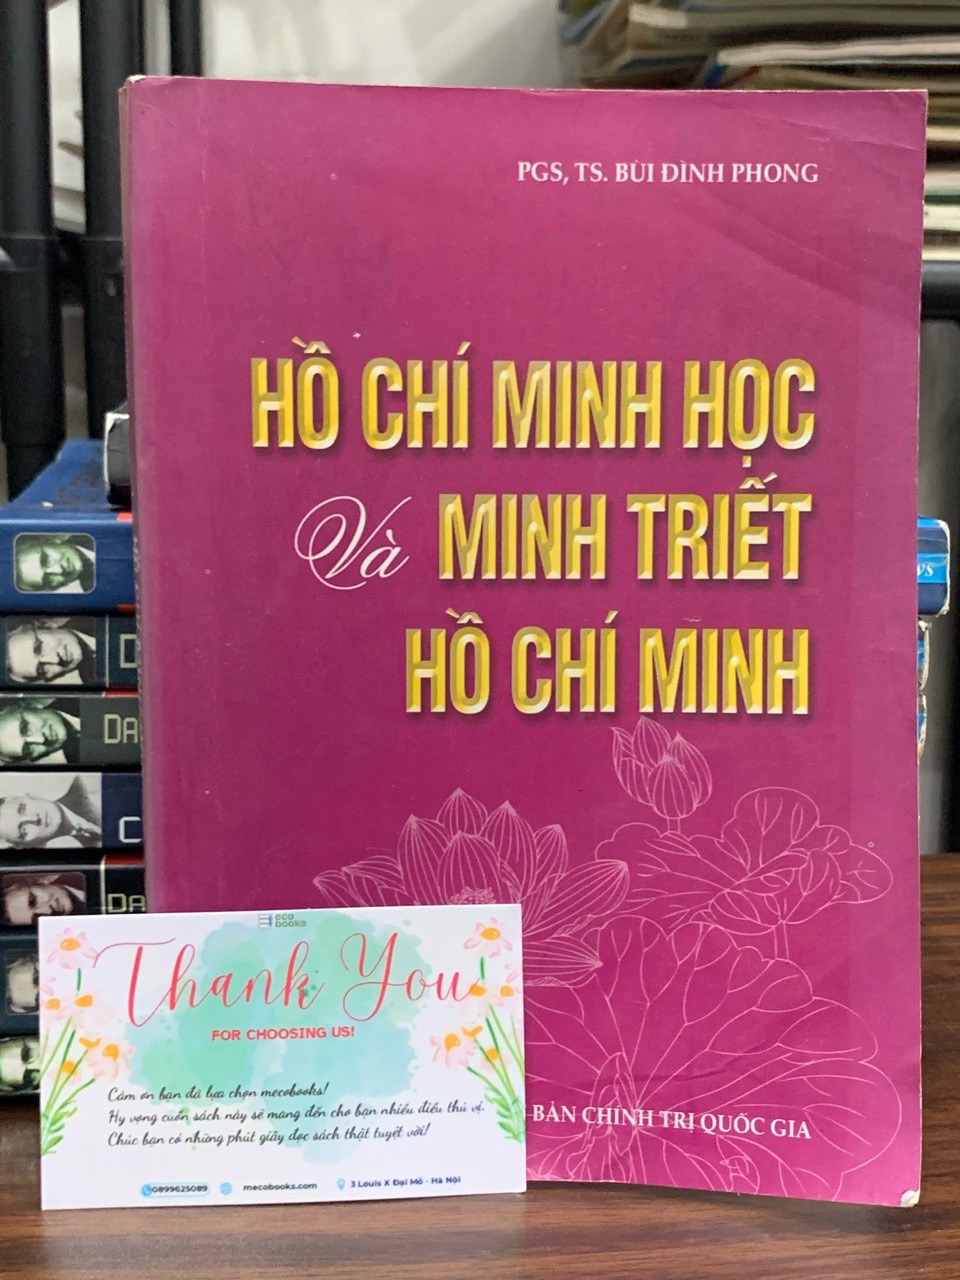 PGS, TS. BÙI ĐÌNH PHONG
HỒ CHÍ MINH HỌC
Và MINH TRIẾT
HỒ CHÍ MINH
BẢN CHÍNH TRỊ QUỐC GIA
books
Thank You
FOR CHOOSING US!
Cảm ơn bạn đã lựa chọn mecobooks!
Hy vọng cuốn sách này sẽ mang đến cho bạn nhiều điều thú vị.
Chúc bạn có những phút giây đọc sách thật tuyệt vời!
0899625089
mecobooks.com
3 Louis X Đại Mỗ - Hà Nội